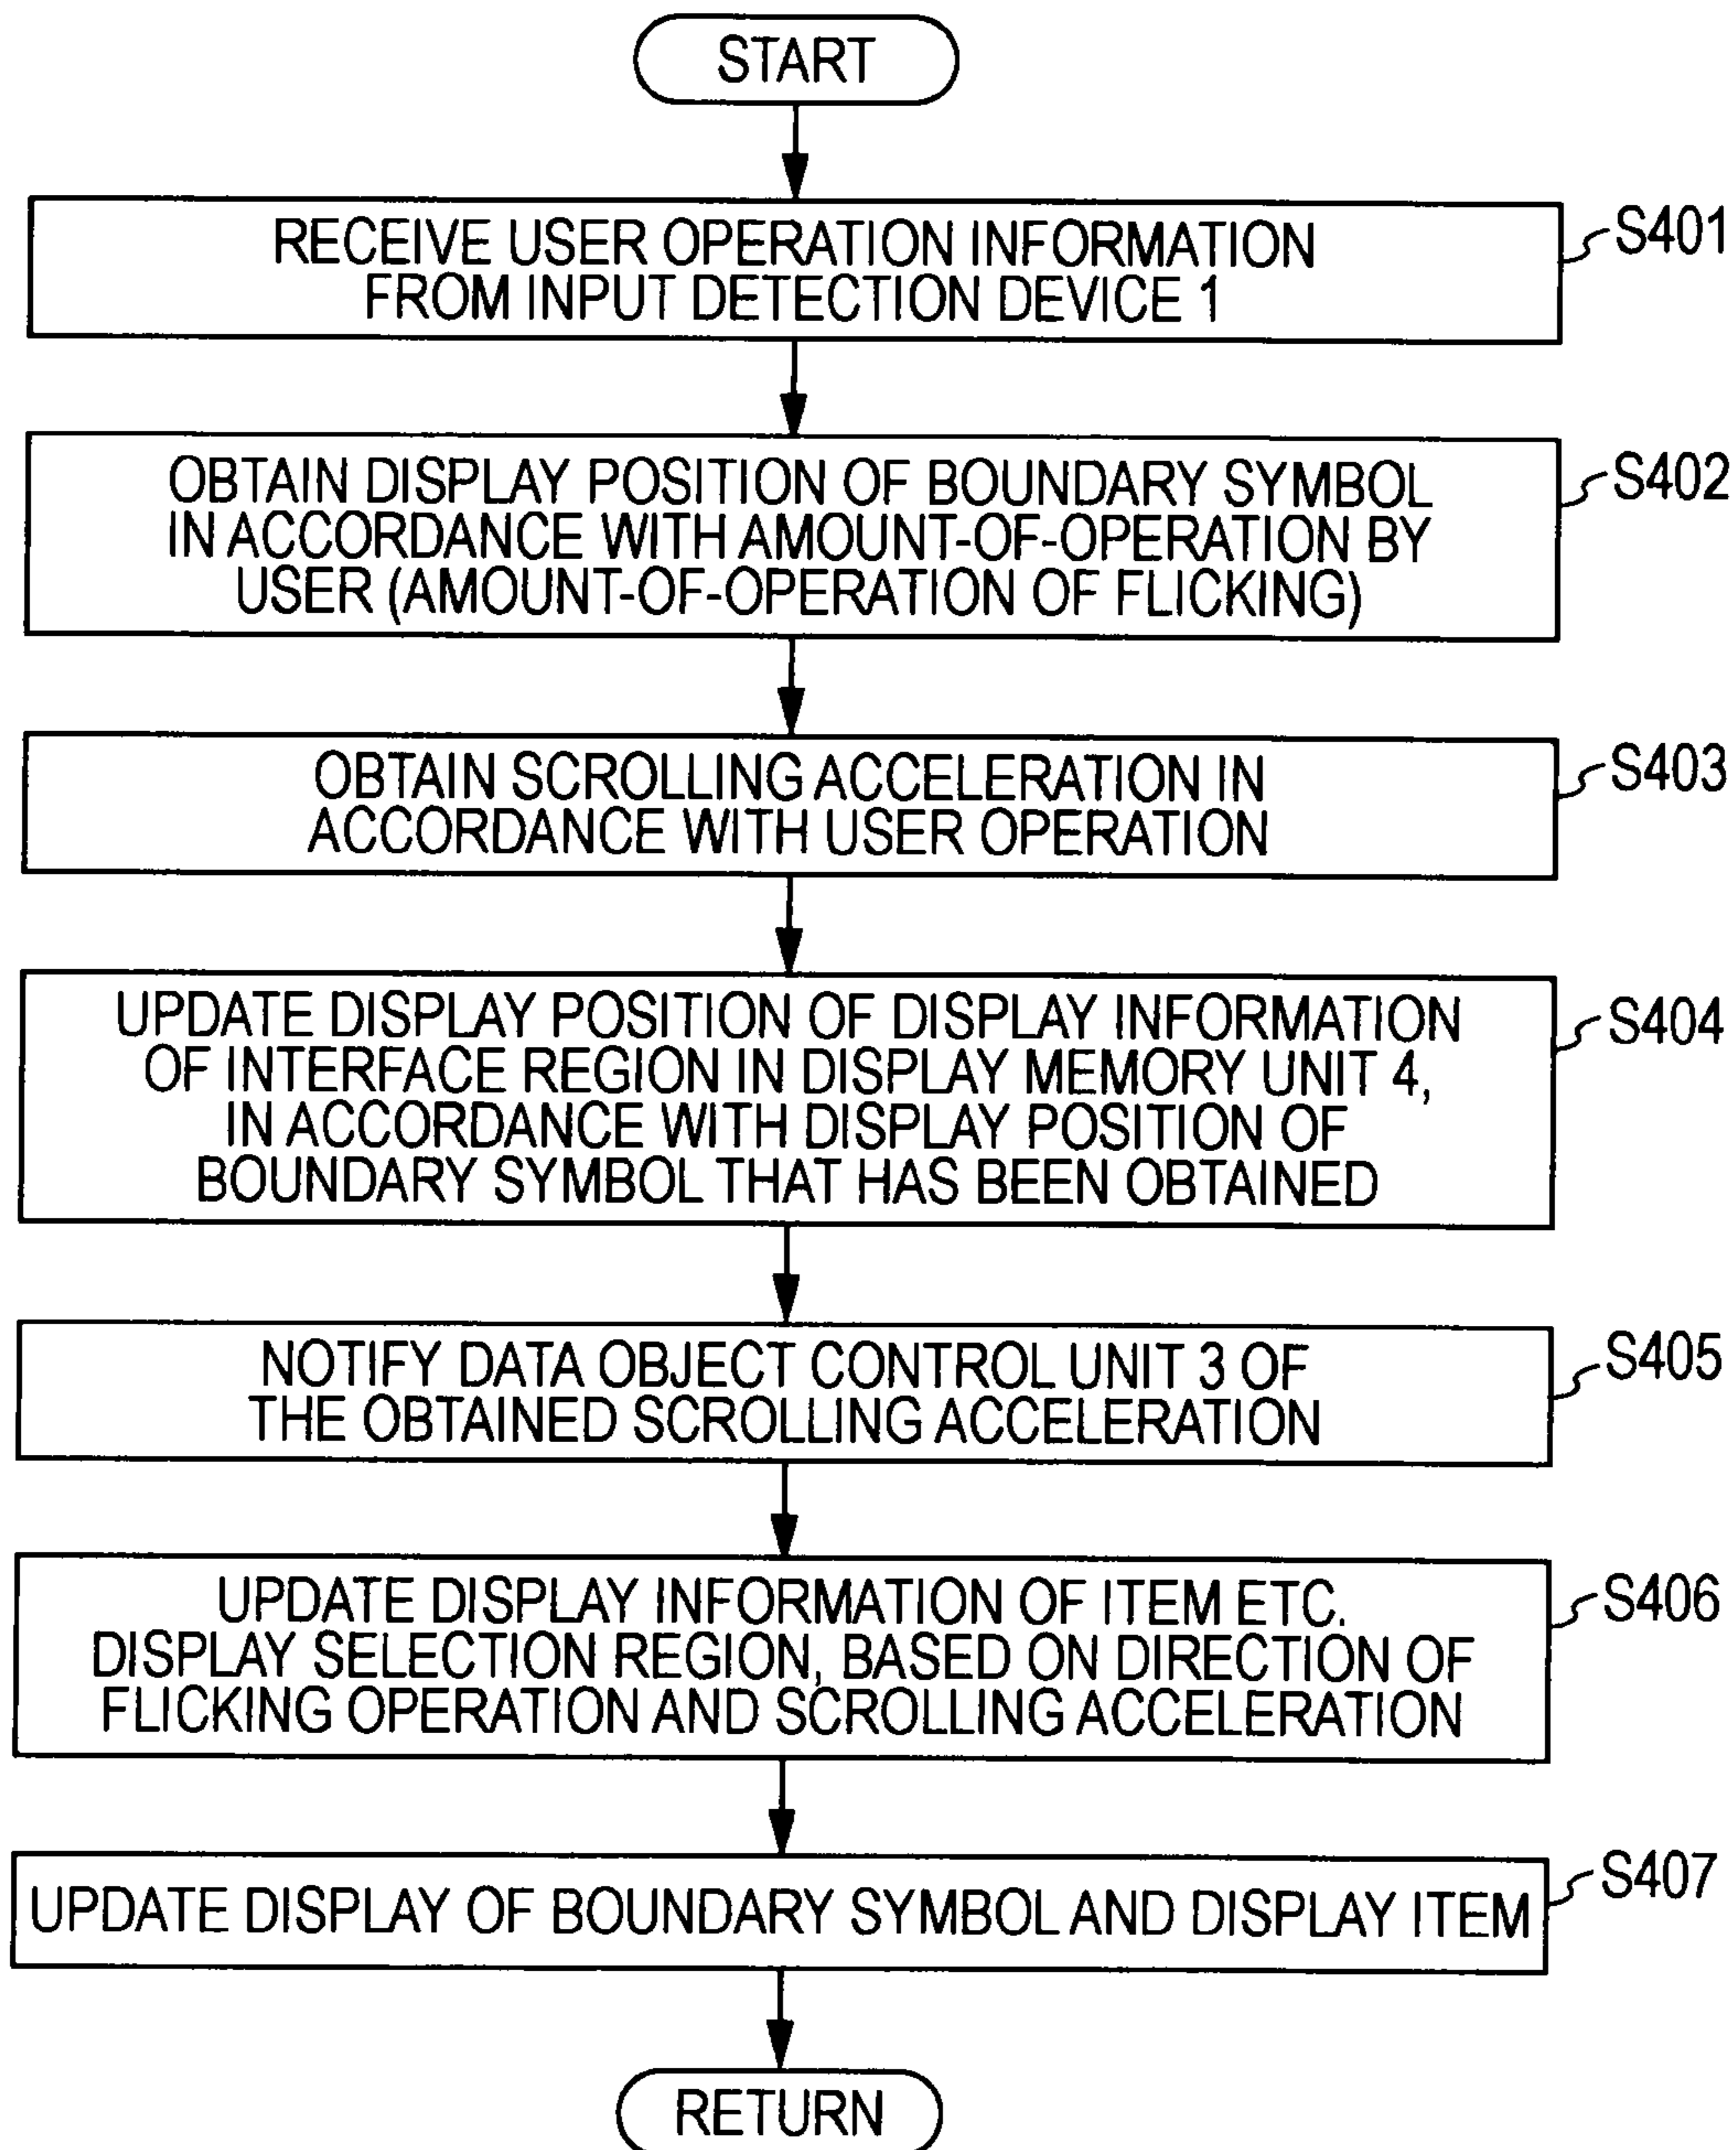 START
RECEIVE USER OPERATION INFORMATION
FROM INPUT DETECTION DEVICE 1
S401
OBTAIN DISPLAY POSITION OF BOUNDARY SYMBOL
IN ACCORDANCE WITH AMOUNT-OF-OPERATION BY
USER (AMOUNT-OF-OPERATION OF FLICKING)
S402
OBTAIN SCROLLING ACCELERATION IN
ACCORDANCE WITH USER OPERATION
S403
UPDATE DISPLAY POSITION OF DISPLAY INFORMATION
OF INTERFACE REGION IN DISPLAY MEMORY UNIT 4,
IN ACCORDANCE WITH DISPLAY POSITION OF
BOUNDARY SYMBOL THAT HAS BEEN OBTAINED
S404
NOTIFY DATA OBJECT CONTROL UNIT 3 OF
THE OBTAINED SCROLLING ACCELERATION
S405
UPDATE DISPLAY INFORMATION OF ITEM ETC.
DISPLAY SELECTION REGION, BASED ON DIRECTION OF
FLICKING OPERATION AND SCROLLING ACCELERATION
S406
UPDATE DISPLAY OF BOUNDARY SYMBOL AND DISPLAY ITEM
S407
RETURN